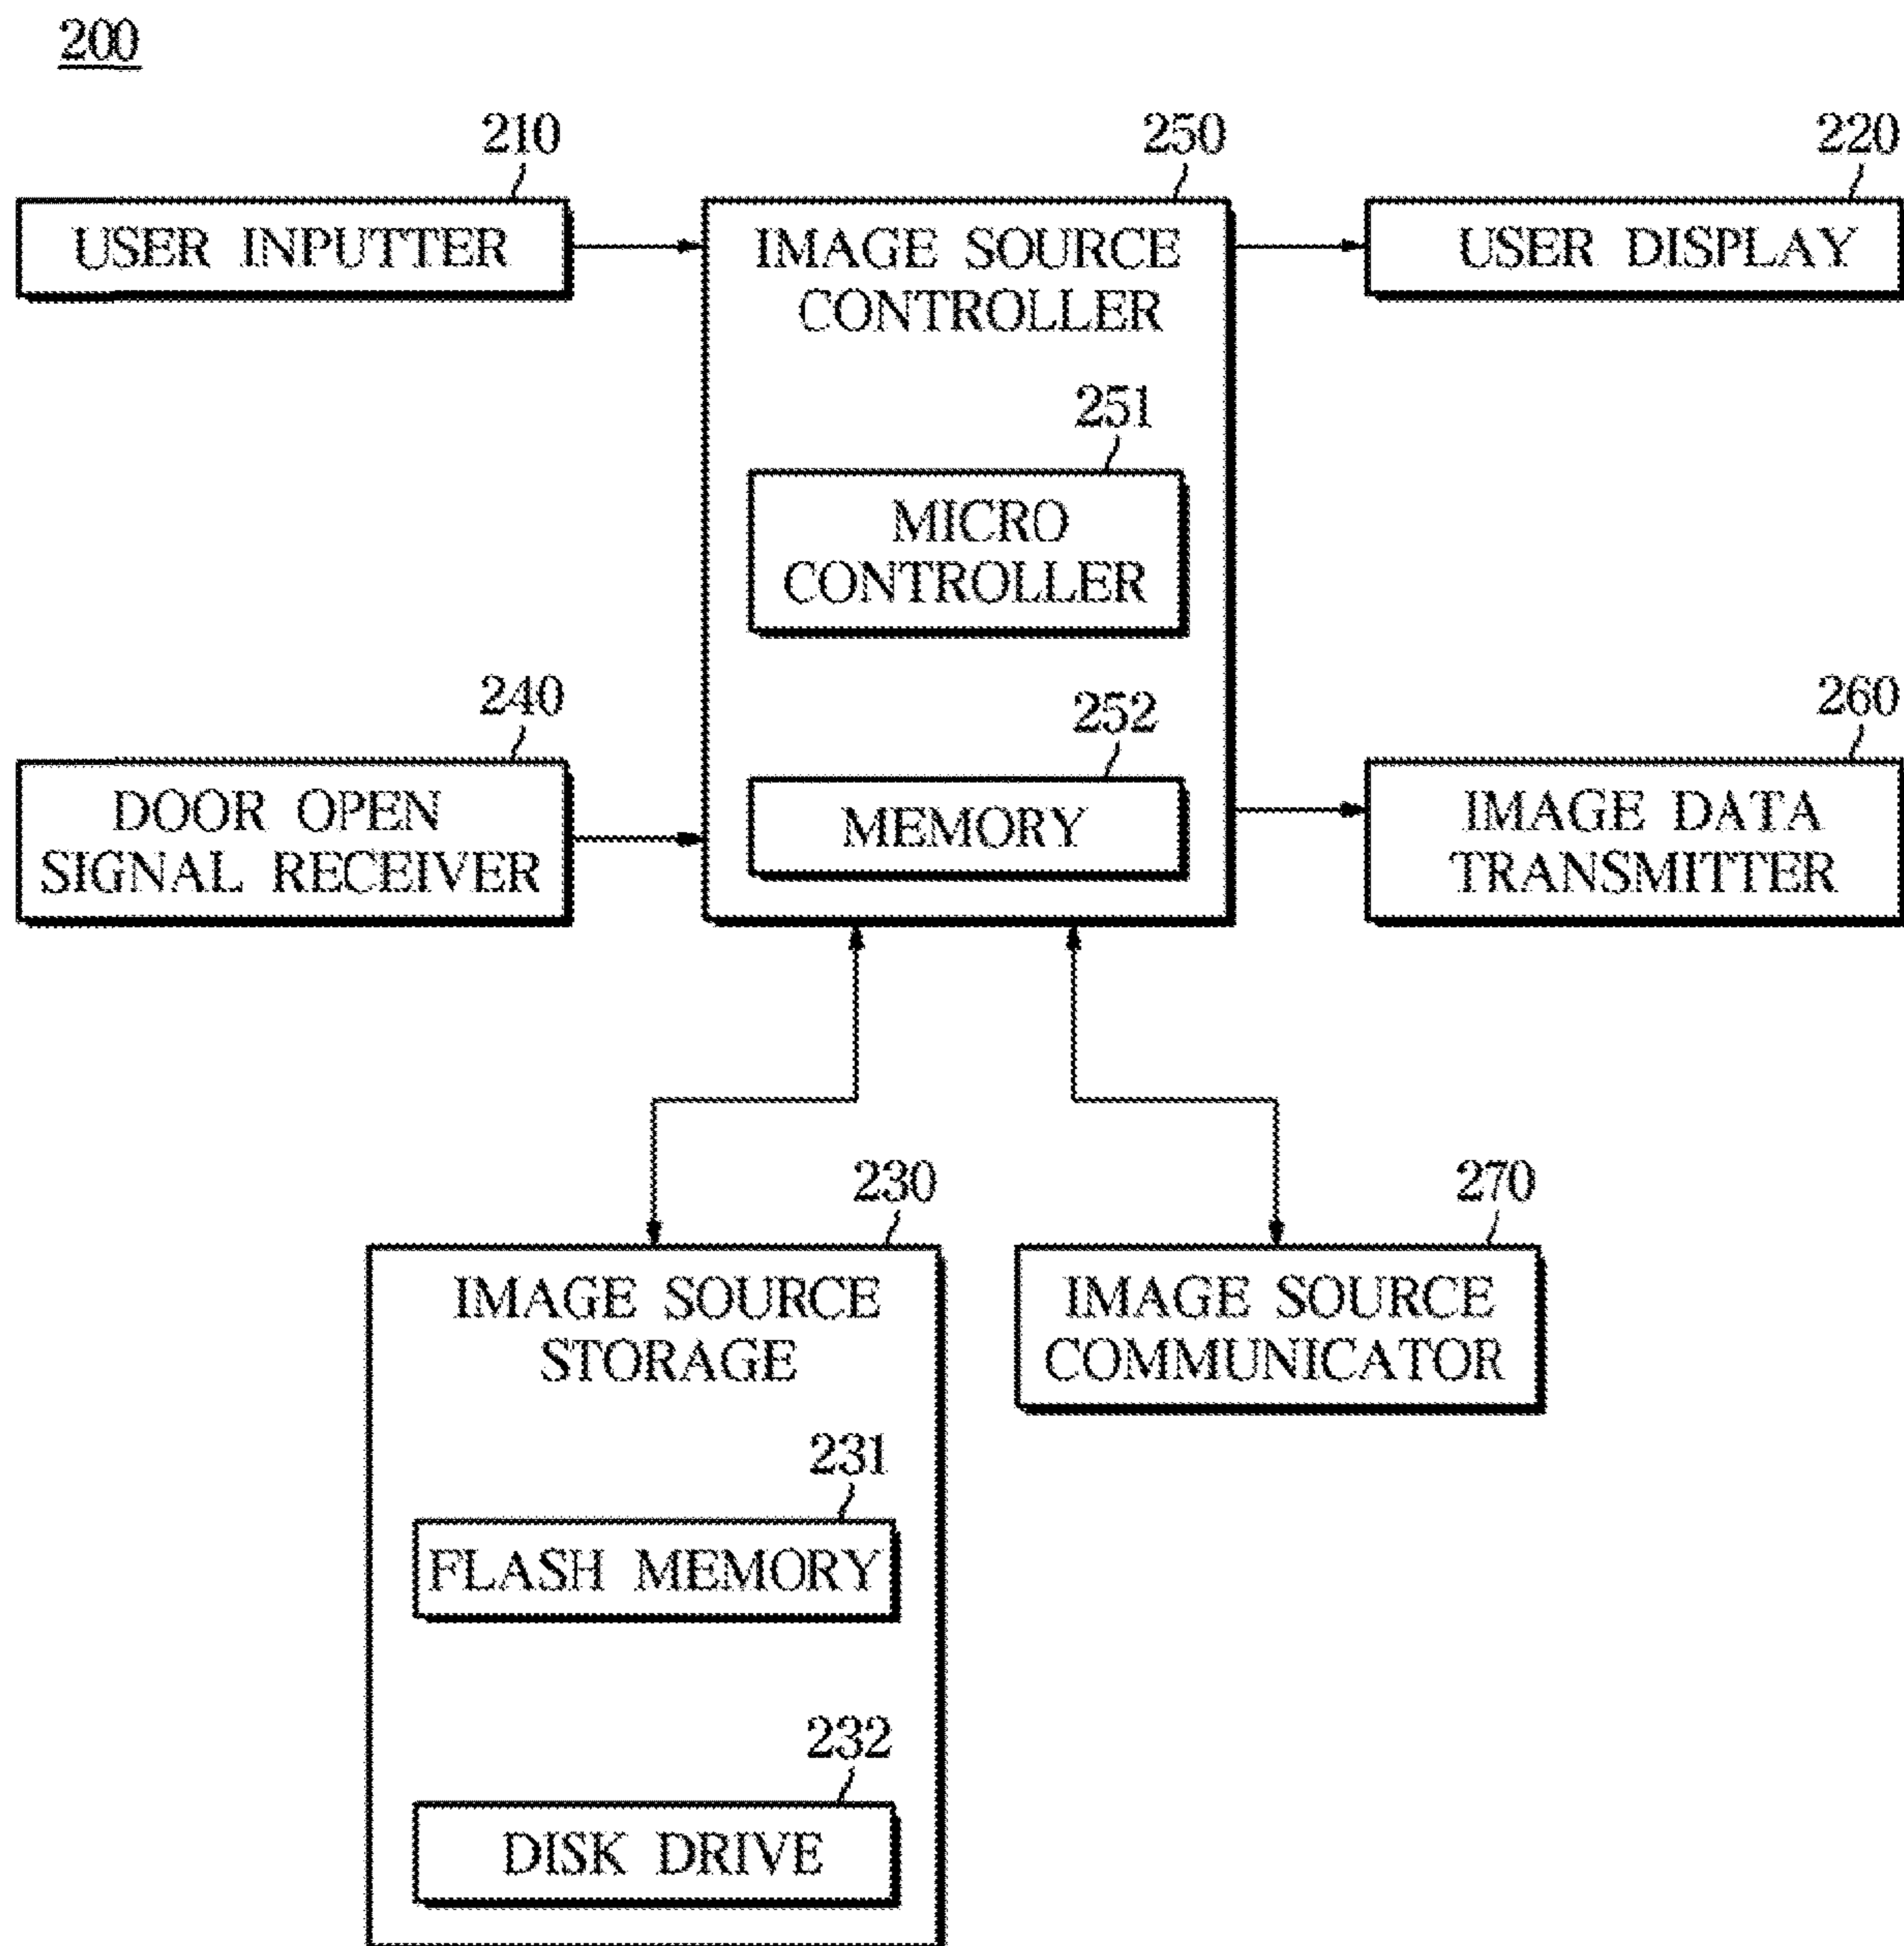 200
210
250
220
USER INPUTTER
IMAGE SOURCE
CONTROLLER
USER DISPLAY
251
MICRO
CONTROLLER
240
252
260
DOOR OPEN
SIGNAL RECEIVER
MEMORY
IMAGE DATA
TRANSMITTER
230
270
IMAGE SOURCE
STORAGE
IMAGE SOURCE
COMMUNICATOR
231
FLASH MEMORY
232
DISK DRIVE